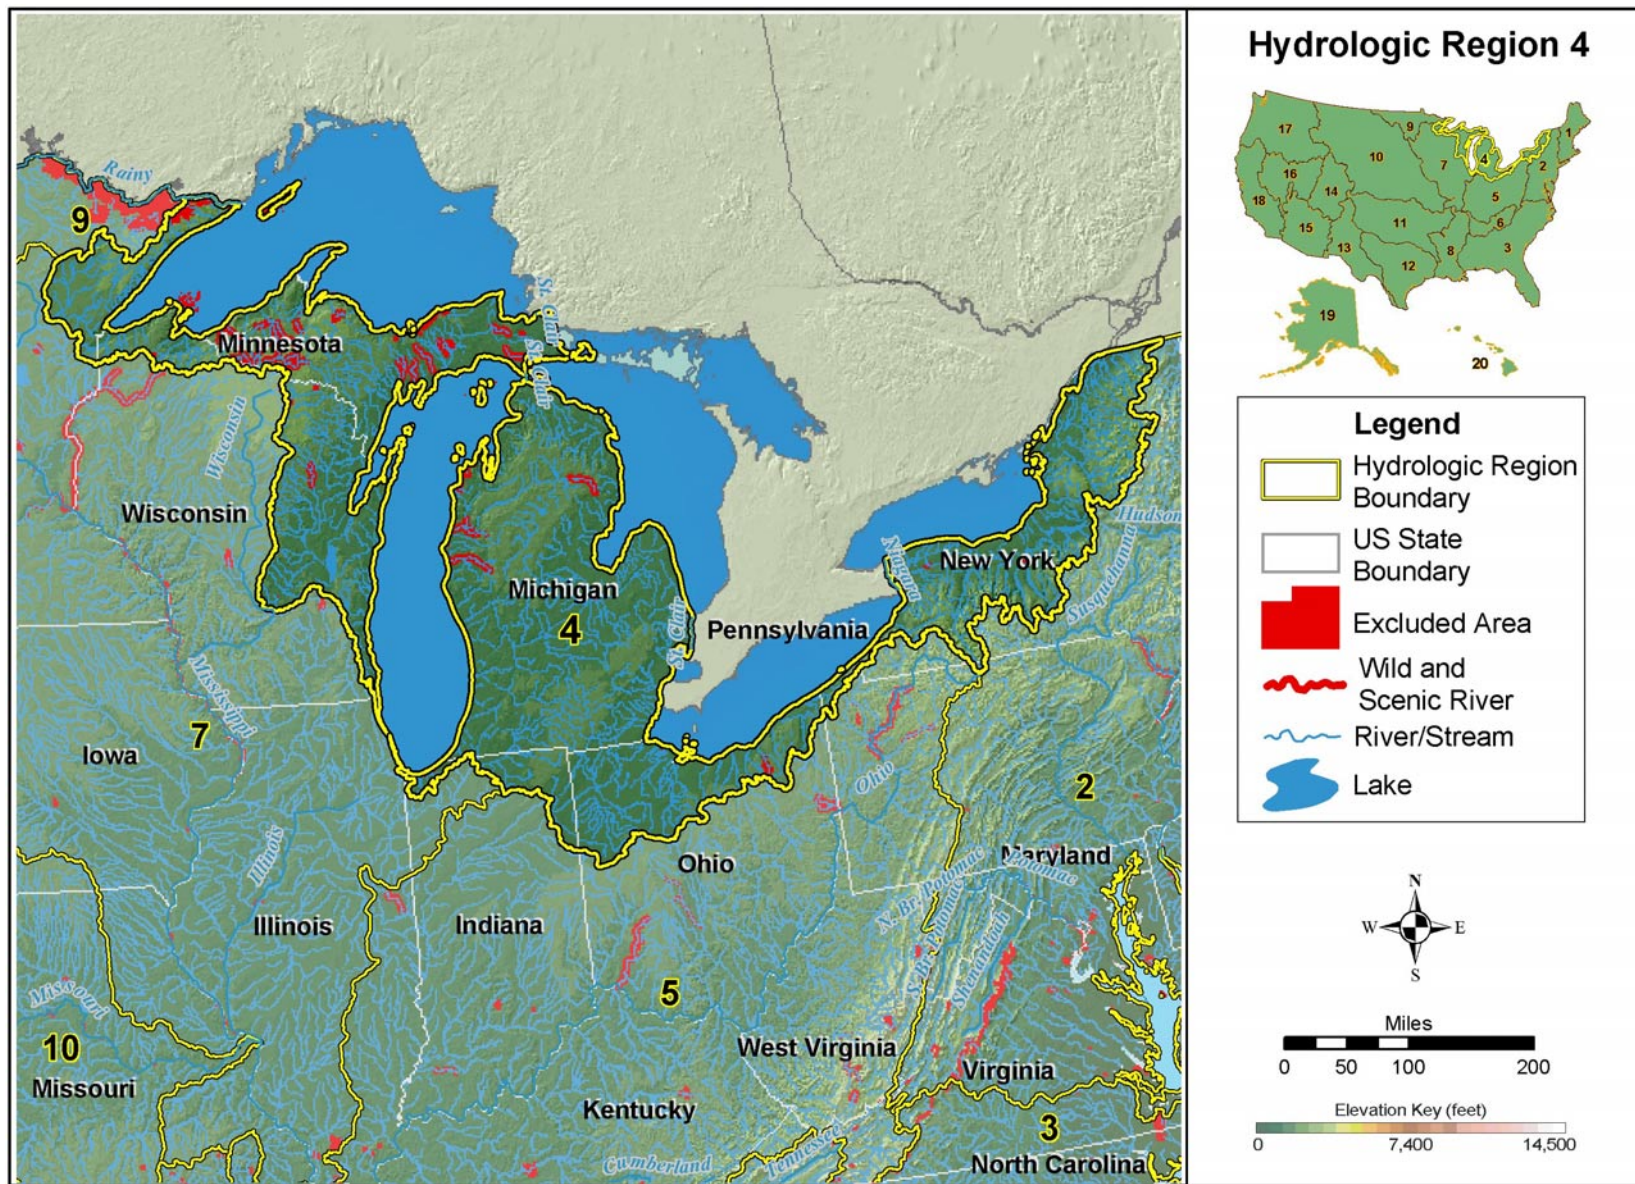 Hydrologic Region 4
17
9
1
10
7
4
2
16
5
14
18
11
6
15
13
8
3
12
19
20
Legend
Hydrologic Region
Boundary
US State
Boundary
Excluded Area
Wild and
Scenic River
River/Stream
Lake
N
W
E
S
Miles
0
50
100
200
Elevation Key (feet)
0
7,400
14,500
Rainy
9
St. Clair
St. Clair
Minnesota
Wisconsin
Wisconsin
Hudson
Susquehanna
Niagara
New York
Michigan
4
St. Clair
Pennsylvania
Mississippi
7
Iowa
Ohio
2
Illinois
Ohio
Maryland
Potomac
N. Br. Potomac
S. Br. Potomac
Shenandoah
Illinois
Indiana
Missouri
5
10
Missouri
West Virginia
Virginia
Kentucky
3
Tennessee
Cumberland
North Carolina